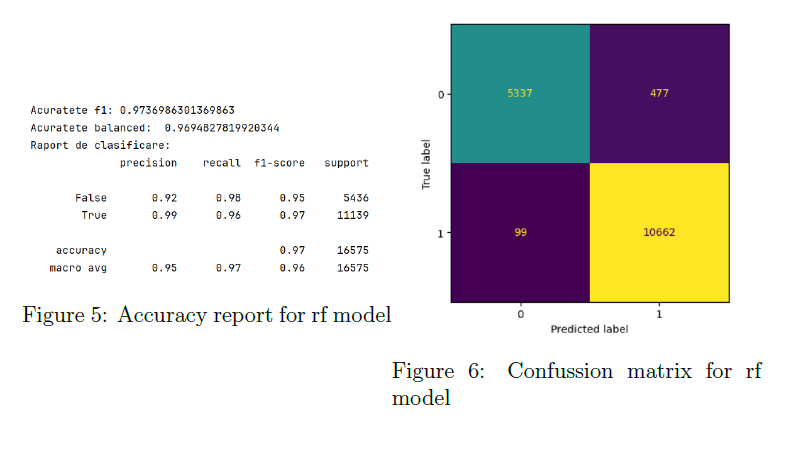 Acuratete f1: 0.9736986301369863
Acuratete balanced: 0.9694827819920344
Raport de clasificare:
precision recall f1-score support
False 0.92 0.98 0.95 5436
True 0.99 0.96 0.97 11139
accuracy 0.97 16575
macro avg 0.95 0.97 0.96 16575
Figure 5: Accuracy report for rf model
True label
0
1
5337 477
99 10662
0 1
Predicted label
Figure 6: Confussion matrix for rf
model